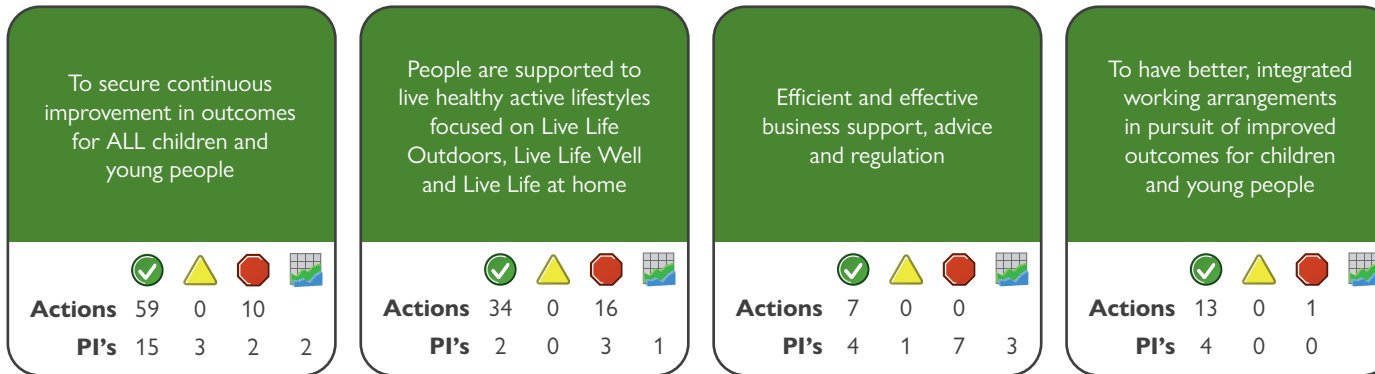 To secure continuous
improvement in outcomes
for ALL children and
young people
Actions 59 0 10
PI's 15 3 2 2
People are supported to
live healthy active lifestyles
focused on Live Life
Outdoors, Live Life Well
and Live Life at home
Actions 34 0 16
PI's 2 0 3 1
Efficient and effective
business support, advice
and regulation
Actions 7 0 0
PI's 4 1 7 3
To have better, integrated
working arrangements
in pursuit of improved
outcomes for children
and young people
Actions 13 0 1
PI's 4 0 0